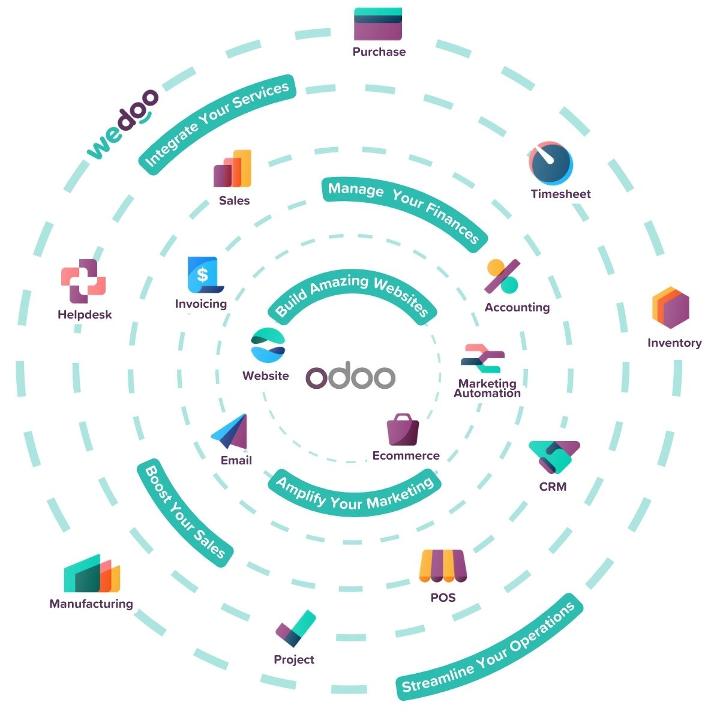 Purchase
wedoo
Integrate Your Services
Timesheet
Sales
Manage Your Finances
Helpdesk
$
Invoicing
Accounting
Build Amazing Websites
Inventory
Website
odoo
Marketing
Automation
Email
Ecommerce
CRM
Amplify Your Marketing
Boost Your Sales
Manufacturing
POS
Project
Streamline Your Operations